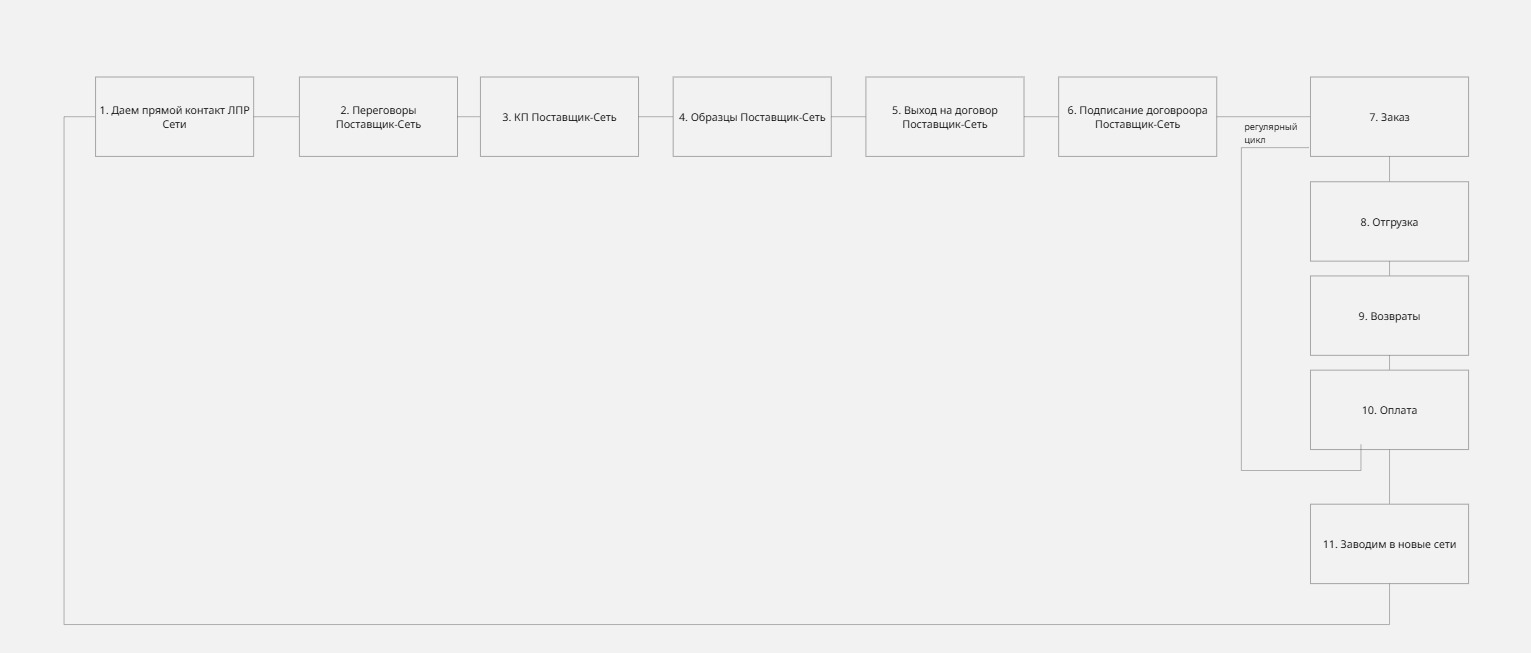 1. Даем прямой контакт ЛПР
Сети
2. Переговоры
Поставщик-Сеть
3. КП Поставщик-Сеть
4. Образцы Поставщик-Сеть
5. Выход на договор
Поставщик-Сеть
6. Подписание договроора
Поставщик-Сеть
7. Заказ
регулярный
цикл
8. Отгрузка
9. Возвраты
10. Оплата
11. Заводим в новые сети